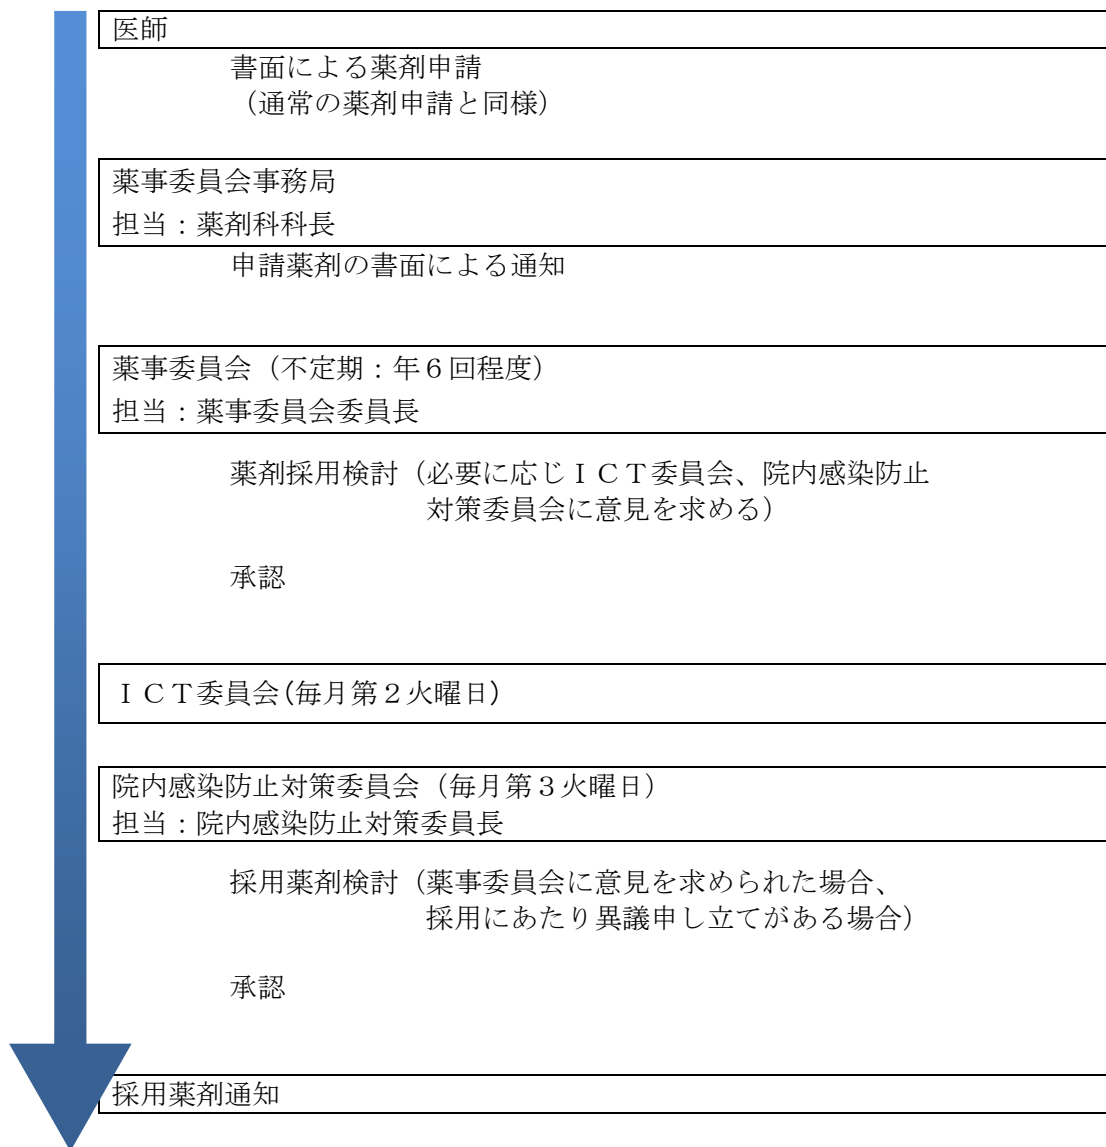 医師
書面による薬剤申請
（通常の薬剤申請と同様）
薬事委員会事務局
担当：薬剤科科長
申請薬剤の書面による通知
薬事委員会（不定期：年６回程度）
担当：薬事委員会委員長
薬剤採用検討（必要に応じＩＣＴ委員会、院内感染防止
対策委員会に意見を求める）
承認
ＩＣＴ委員会(毎月第２火曜日)
院内感染防止対策委員会（毎月第３火曜日）
担当：院内感染防止対策委員長
採用薬剤検討（薬事委員会に意見を求められた場合、
採用にあたり異議申し立てがある場合）
承認
採用薬剤通知